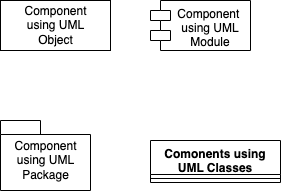 Component
using UML
Object
Component
using UML
Module
Component
using UML
Package
Comonents using
UML Classes